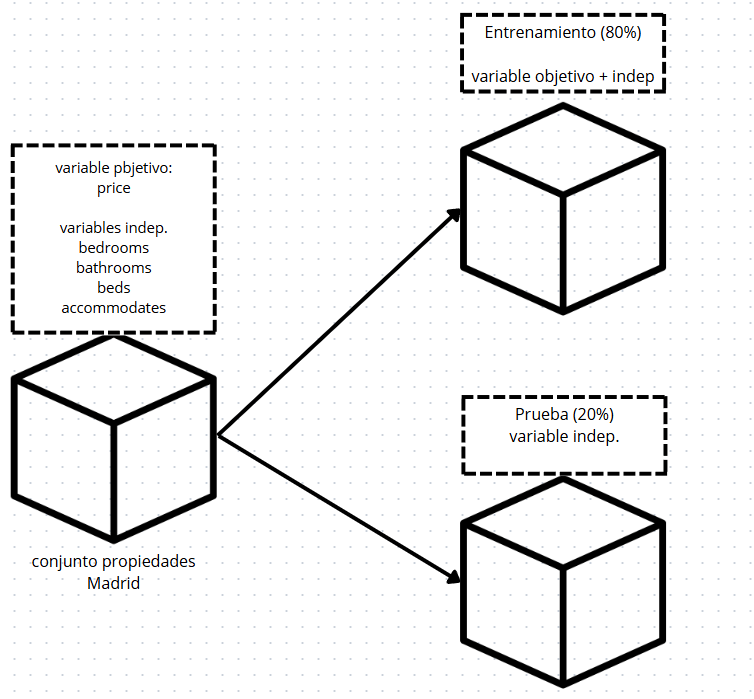 variable pbjetivo:
price
variables indep.
bedrooms
bathrooms
beds
accommodates
conjunto propiedades
Madrid
Entrenamiento (80%)
variable objetivo + indep
Prueba (20%)
variable indep.